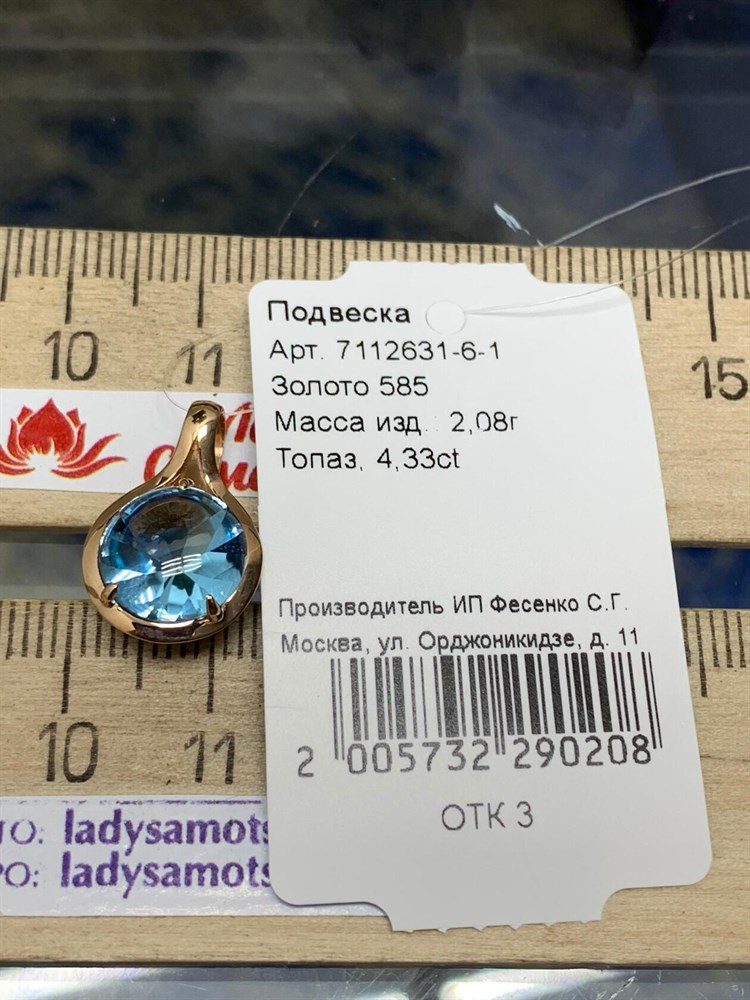 10 11 15
Подвеска
Арт. 7112631-6-1
Золото 585
Масса изд. : 2,08г
Топаз, 4,33ct
Производитель ИП Фесенко С.Г.
Москва, ул. Орджоникидзе, д. 11
2 005732 290208
ОТК 3
10 11
ladysamots
ladysamots